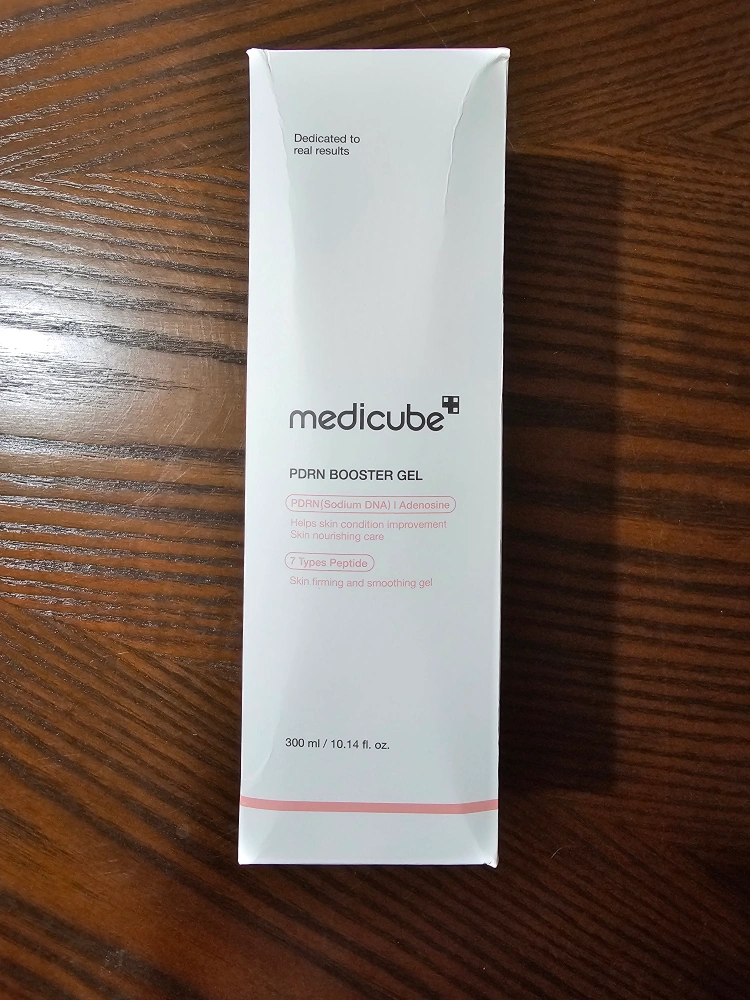 Dedicated to
real results
medicube
PDRN BOOSTER GEL
PDRN(Sodium DNA) | Adenosine
Helps skin condition improvement
Skin nourishing care
7 Types Peptide
Skin firming and smoothing gel
300 ml / 10.14 fl. oz.